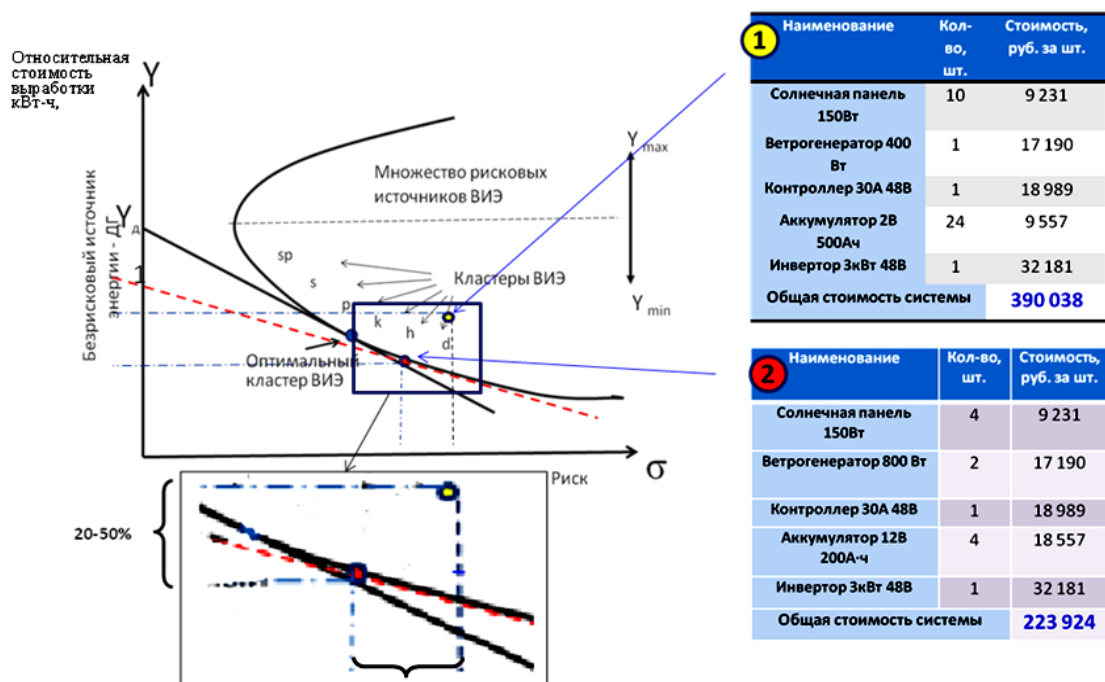 Относительная
стоимость
выработки
кВт-ч,
Y
Yд
1
Безрисковый источник
энергии - ДГ
Множество рисковых
источников ВИЭ
Y max
Y min
Кластеры ВИЭ
sp
s
p
k
h
d
Оптимальный
кластер ВИЭ
σ
Риск
20-50%
1
Наименование Кол-во, шт. Стоимость, руб. за шт.
Солнечная панель 150Вт 10 9 231
Ветрогенератор 400 Вт 1 17 190
Контроллер 30А 48В 1 18 989
Аккумулятор 2В 500Ач 24 9 557
Инвертор 3кВт 48В 1 32 181
Общая стоимость системы 390 038
2
Наименование Кол-во, шт. Стоимость, руб. за шт.
Солнечная панель 150Вт 4 9 231
Ветрогенератор 800 Вт 2 17 190
Контроллер 30А 48В 1 18 989
Аккумулятор 12В 200А·ч 4 18 557
Инвертор 3кВт 48В 1 32 181
Общая стоимость системы 223 924